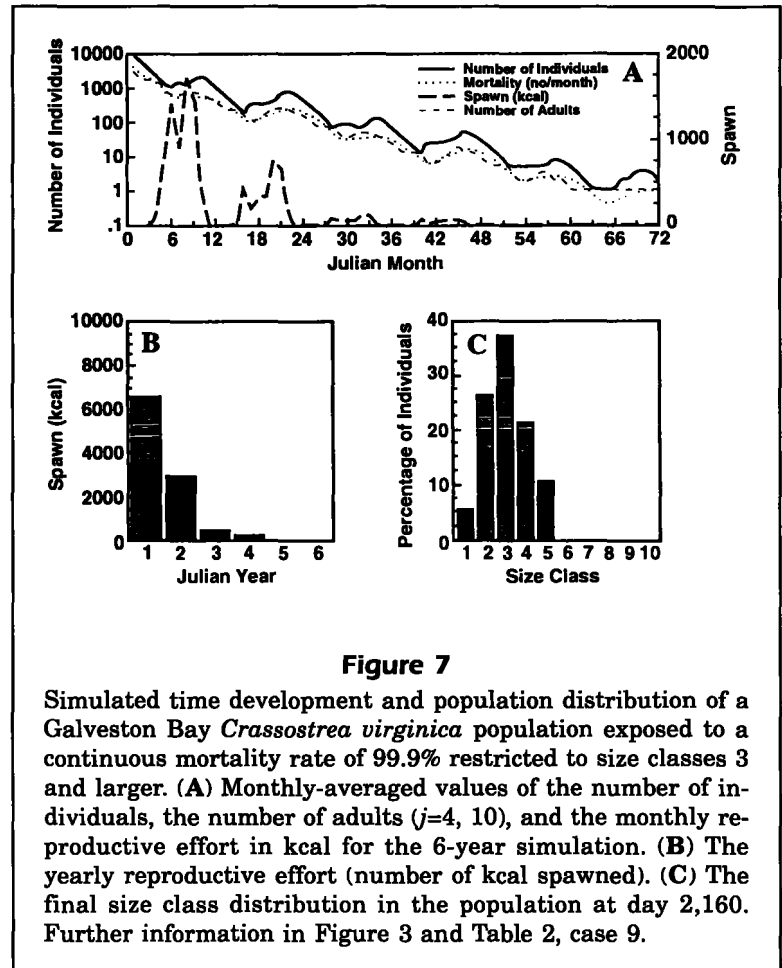 10000
1000
100
10
1
.1
Number of Individuals
Number of Individuals
Mortality (no/month)
Spawn (kcal)
Number of Adults
A
2000
1000
0
Spawn
0 6 12 18 24 30 36 42 48 54 60 66 72
Julian Month
10000
8000
6000
4000
2000
0
Spawn (kcal)
B
1 2 3 4 5 6
Julian Year
40
30
20
10
0
Percentage of Individuals
C
1 2 3 4 5 6 7 8 9 10
Size Class
Figure 7
Simulated time development and population distribution of a
Galveston Bay Crassostrea virginica population exposed to a
continuous mortality rate of 99.9% restricted to size classes 3
and larger. (A) Monthly-averaged values of the number of in-
dividuals, the number of adults (j=4, 10), and the monthly re-
productive effort in kcal for the 6-year simulation. (B) The
yearly reproductive effort (number of kcal spawned). (C) The
final size class distribution in the population at day 2,160.
Further information in Figure 3 and Table 2, case 9.